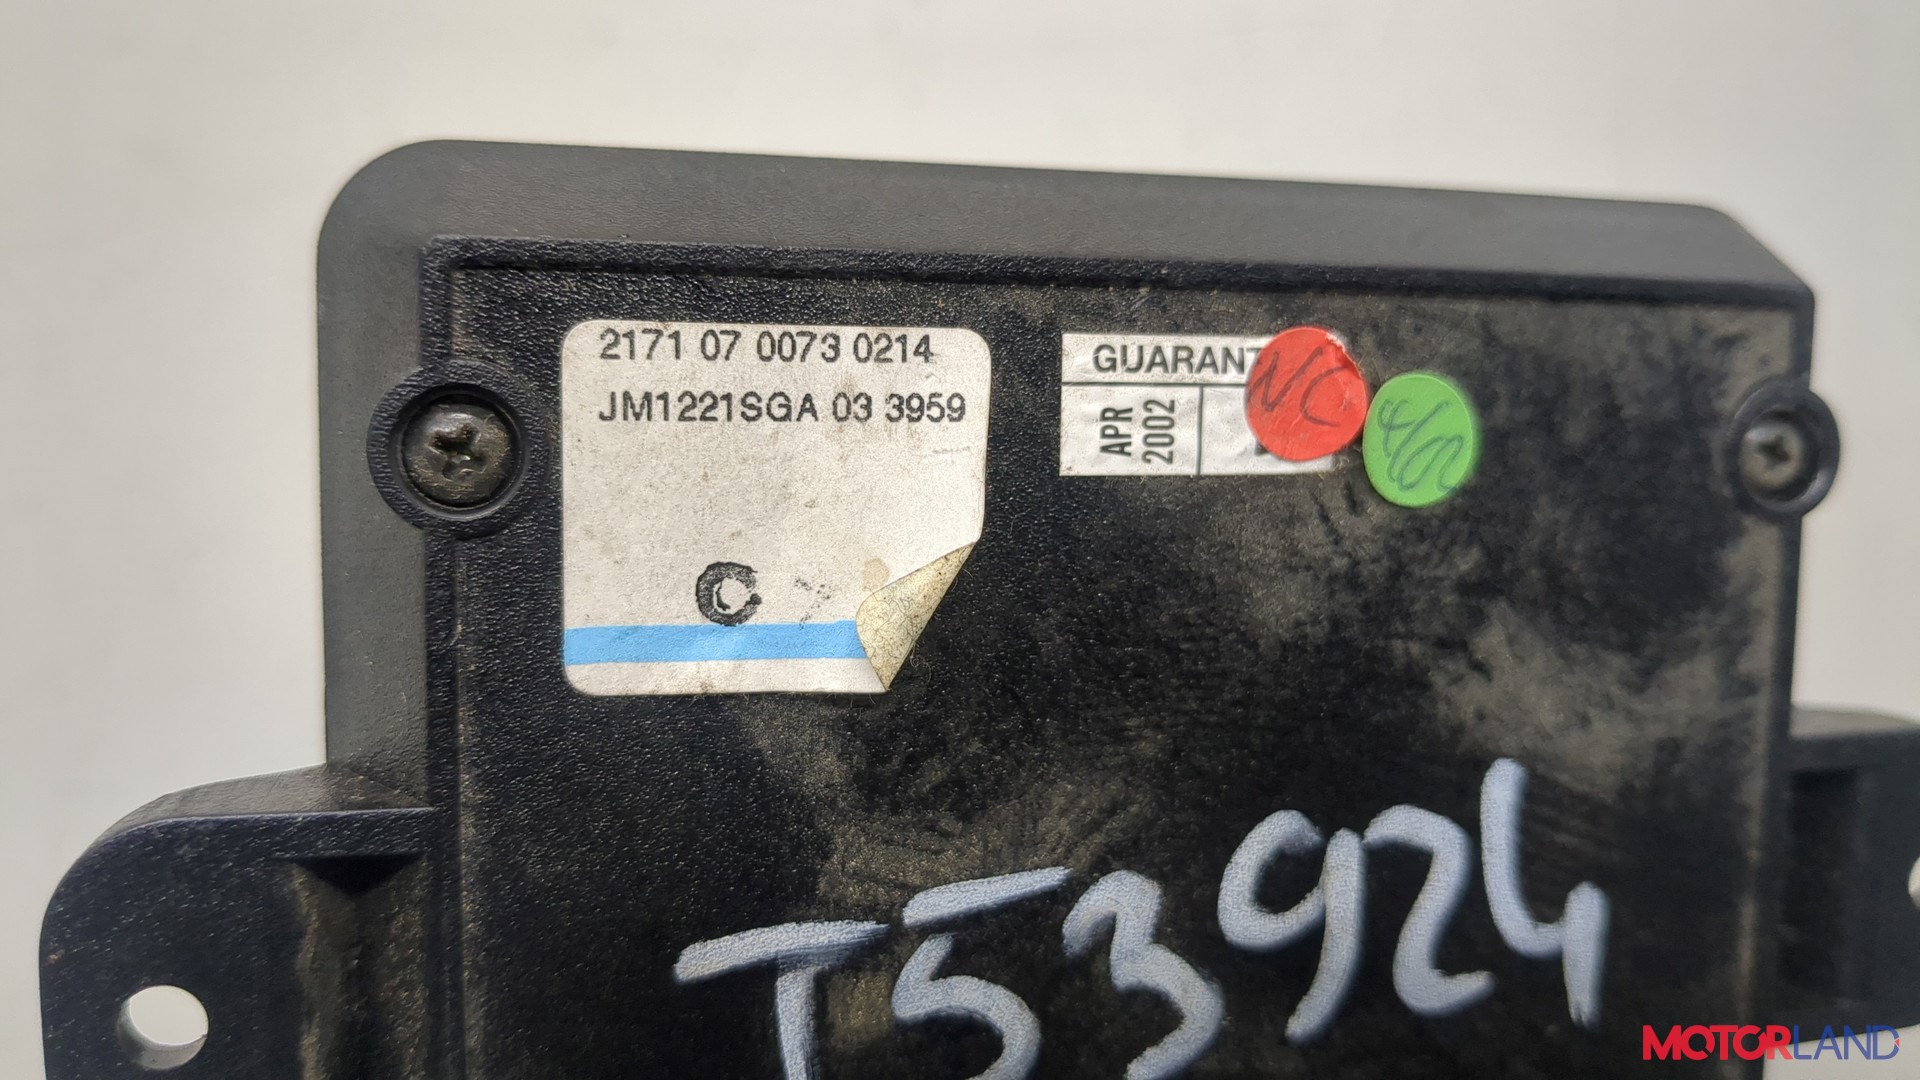 2171 07 0073 0214
JM1221SGA 03 3959
C
GUARANT
APR
2002
NC
4/02
T53924
MOTORLAND